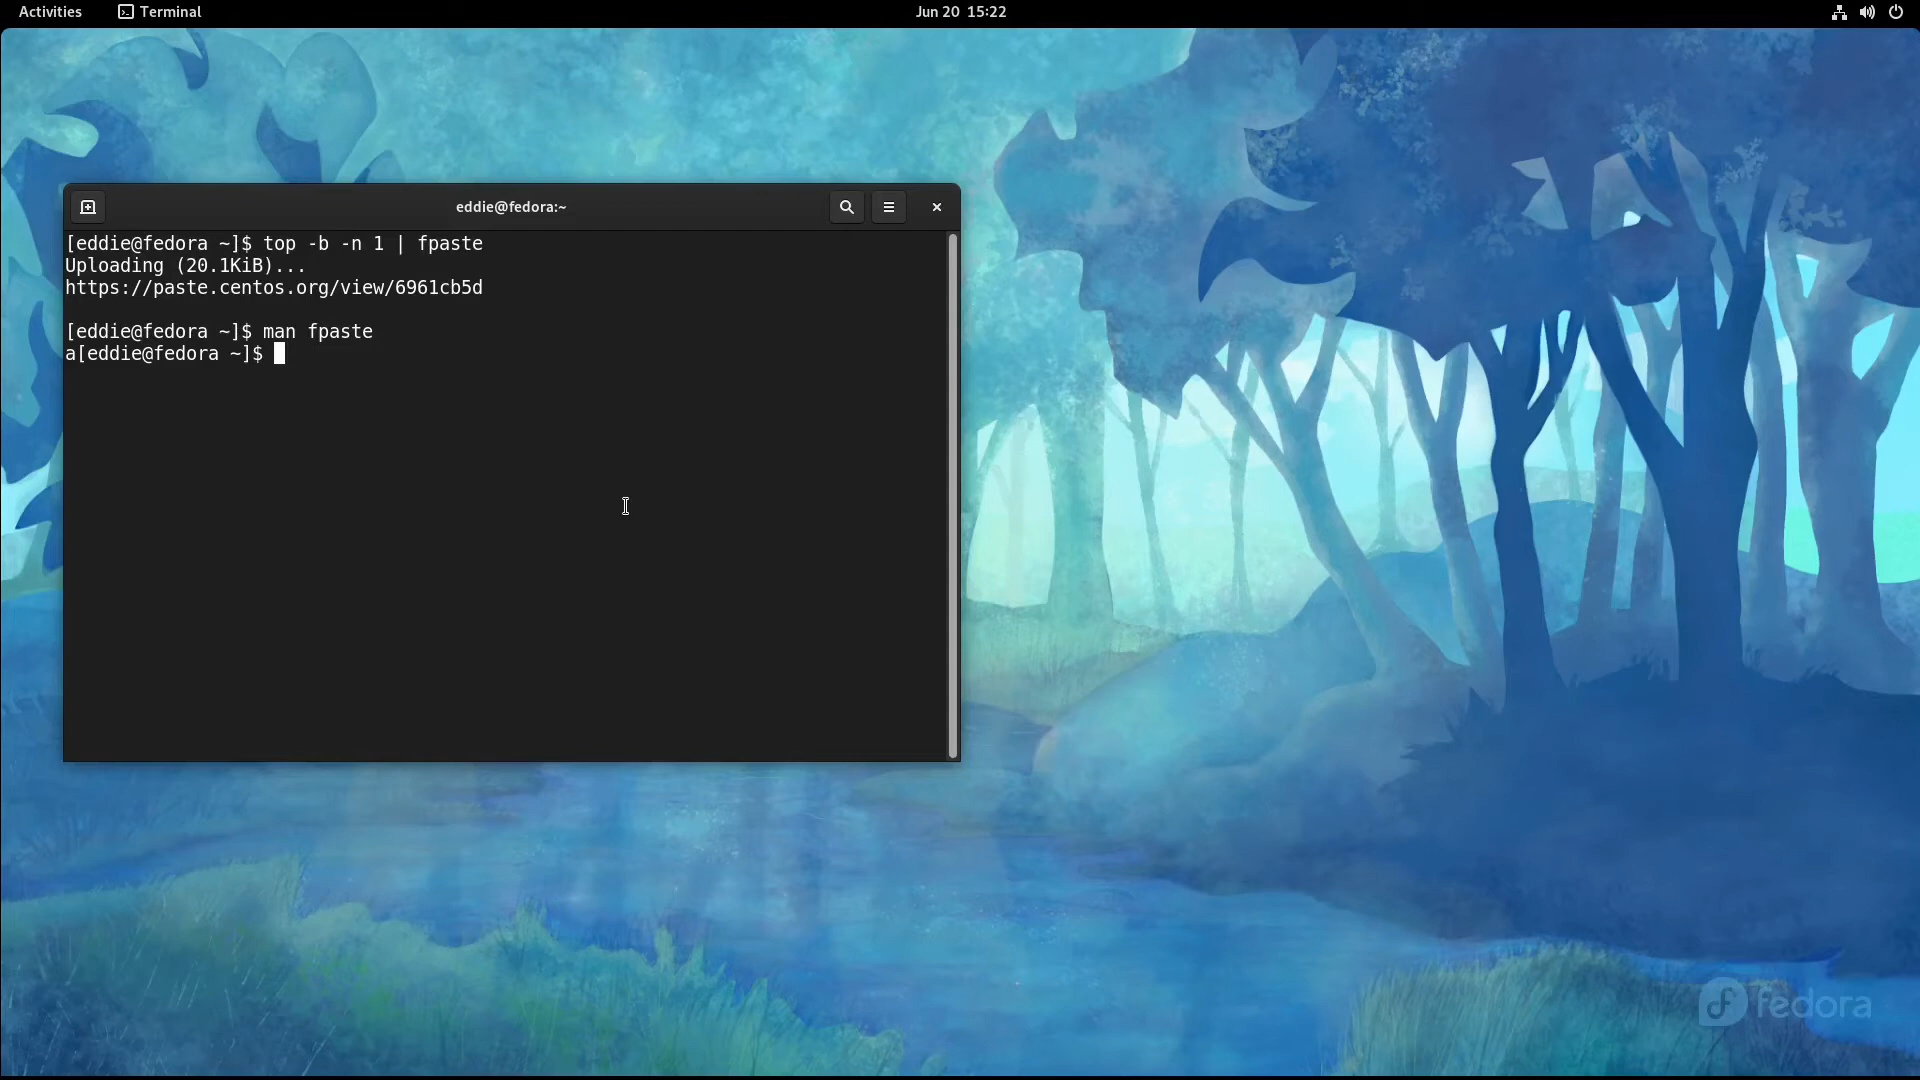 Activities Terminal Jun 20 15:22
eddie@fedora:~
[eddie@fedora ~]$ top -b -n 1 | fpaste
Uploading (20.1KiB)...
https://paste.centos.org/view/6961cb5d
[eddie@fedora ~]$ man fpaste
a[eddie@fedora ~]$
fedora